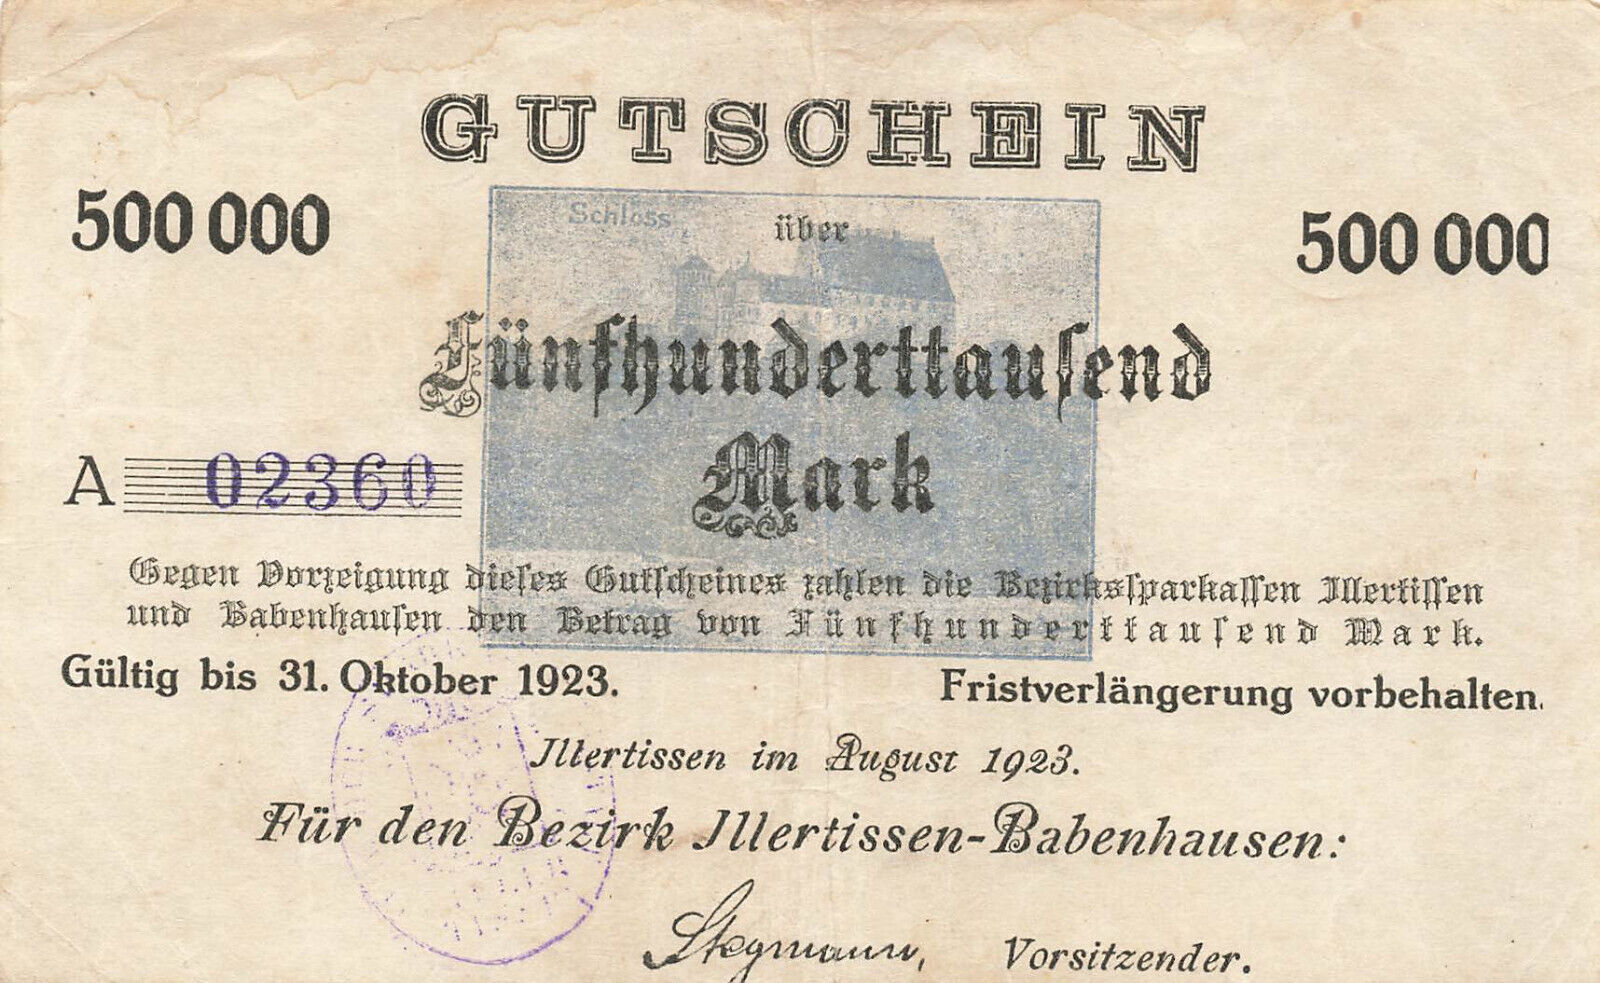 GUTSCHEIN
500 000
500 000
Schloss
über
Fünfhunderttausend
Mark
A 02360
Gegen Vorzeigung dieses Gutscheines zahlen die Bezirkssparkassen Illertissen
und Babenhausen den Betrag von Fünfhunderttausend Mark.
Gültig bis 31. Oktober 1923.
Fristverlängerung vorbehalten.
Illertissen im August 1923.
Für den Bezirk Illertissen-Babenhausen:
Stegmann, Vorsitzender.